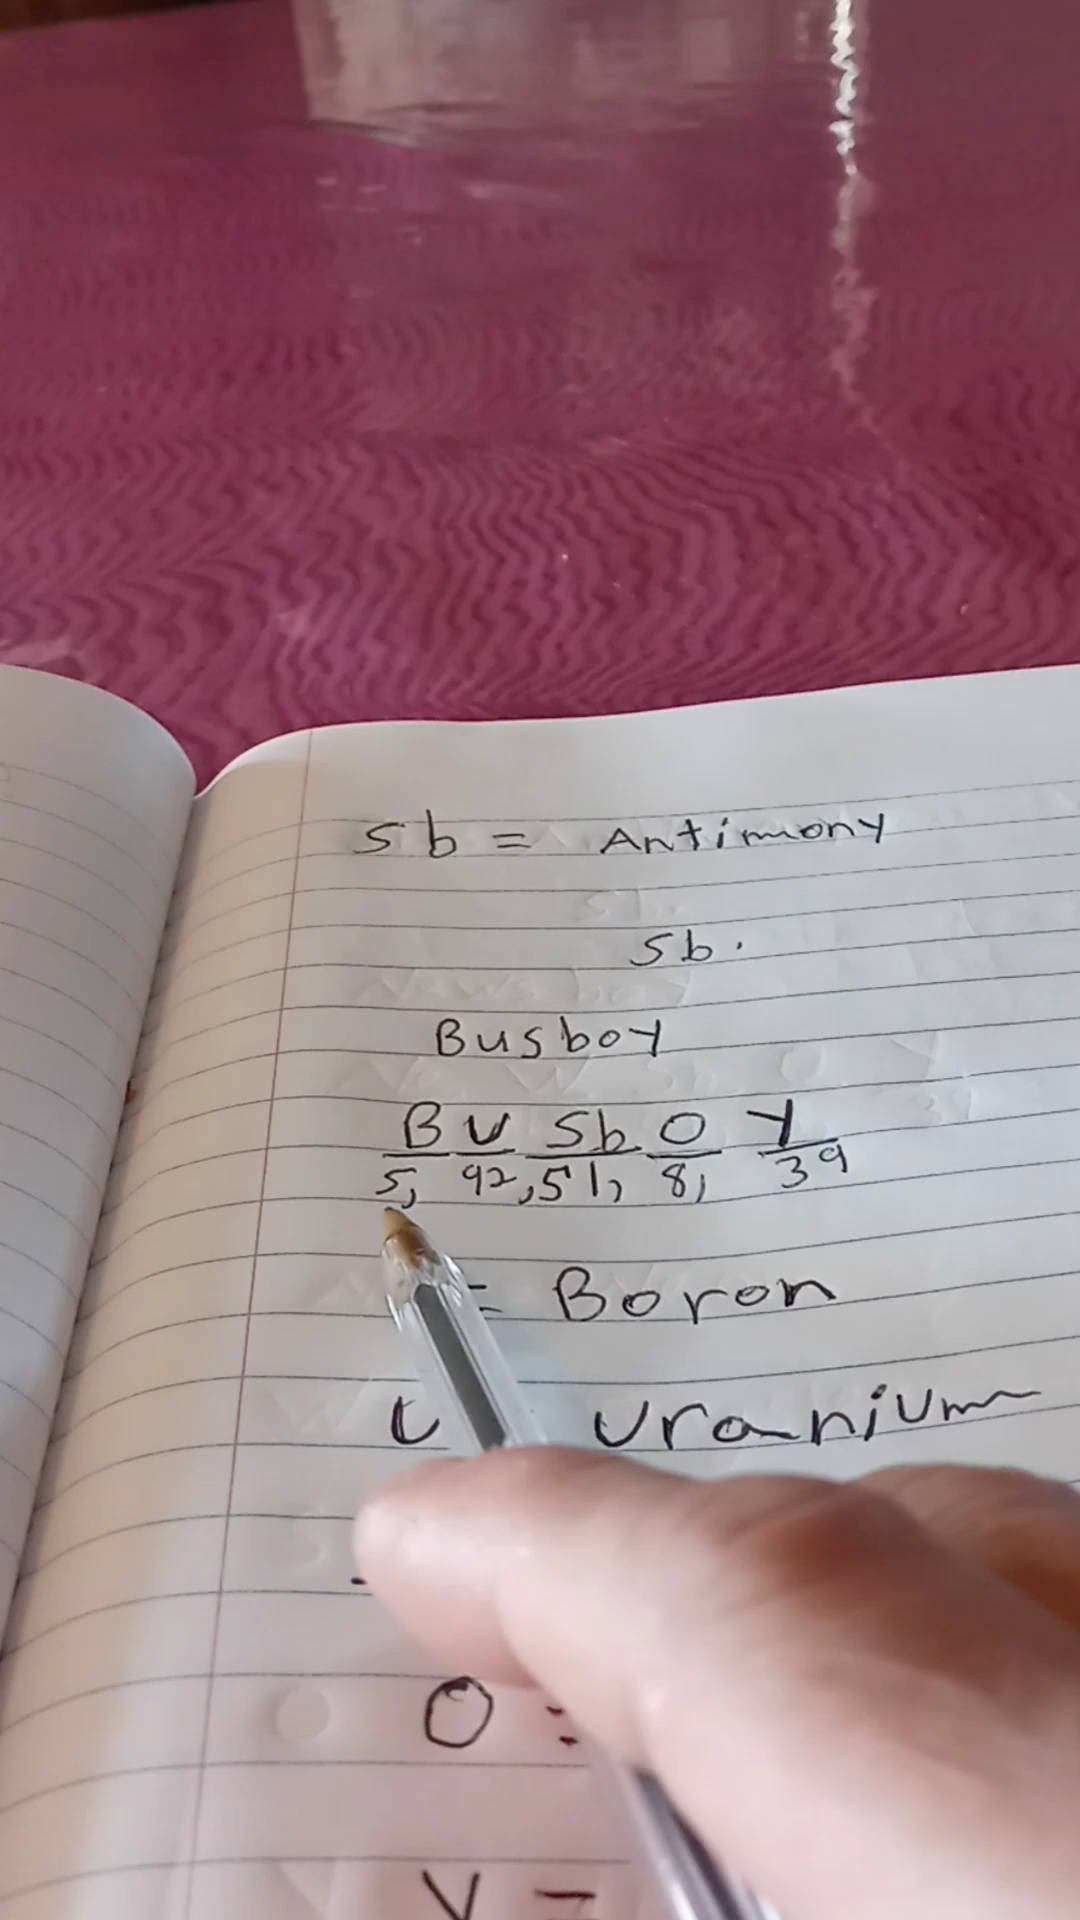 Sb = Antimony
Sb.
Busboy
B U Sb O Y
5, 92, 51, 8, 39
= Boron
U Uranium
O =
Y =